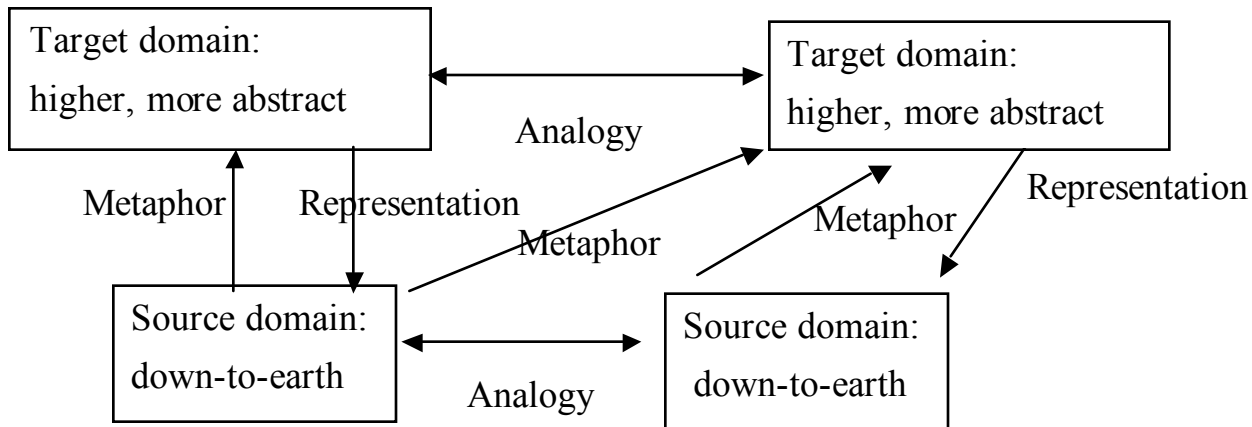 Target domain:
higher, more abstract
Target domain:
higher, more abstract
Analogy
Metaphor
Representation
Metaphor
Metaphor
Representation
Source domain:
down-to-earth
Analogy
Source domain:
down-to-earth